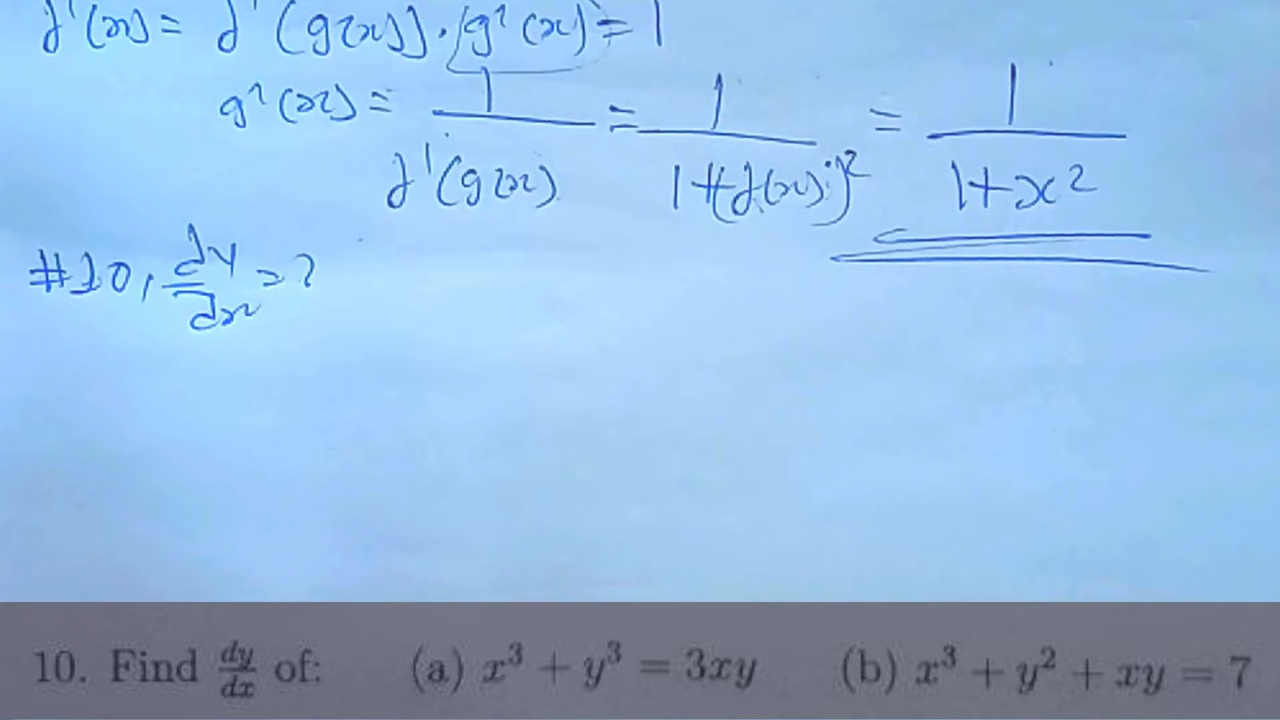 f'(x) = f'(g(x)) · g'(x) = 1
g'(x) = 1/f'(g(x)) = 1/1+(f(x))² = 1/1+x²
#10, dy/dx = ?
10. Find dy/dx of: (a) x³ + y³ = 3xy (b) x³ + y² + xy = 7